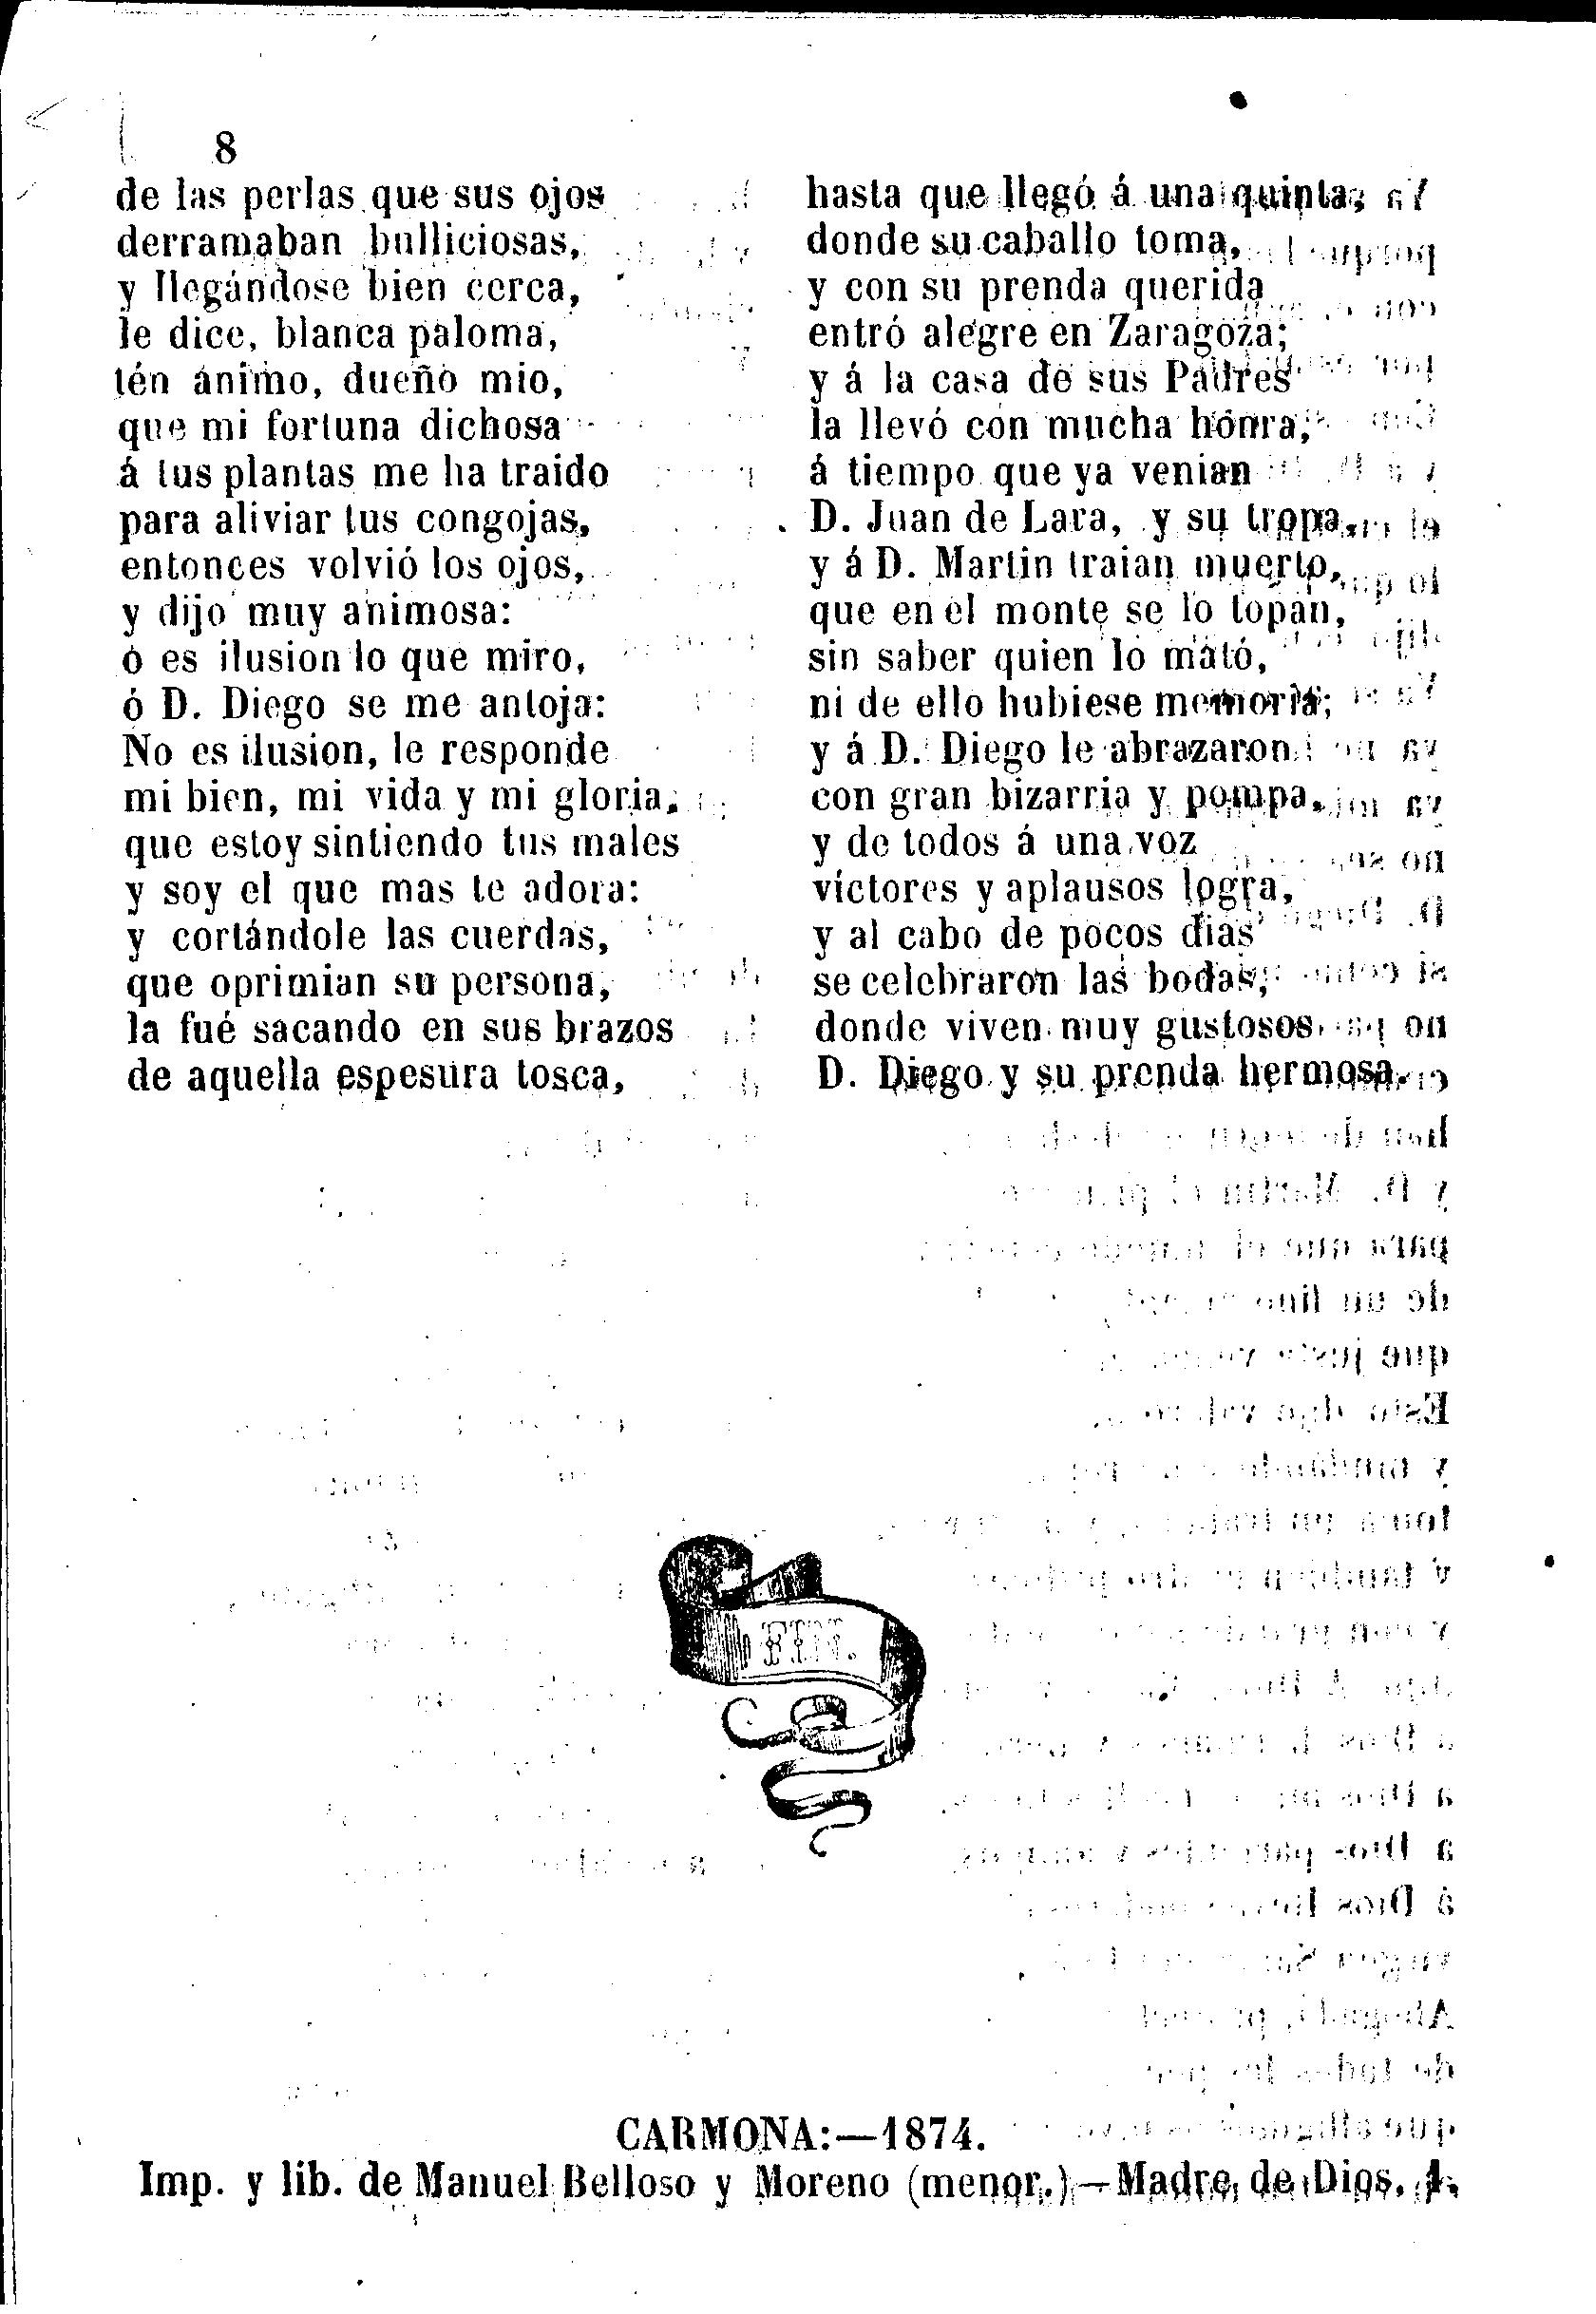 8
de las perlas que sus ojos
derramaban bulliciosas,
y llegándose bien cerca,
le dice, blanca paloma,
tén ánimo, dueño mio,
que mi fortuna dichosa
á tus plantas me ha traido
para aliviar tus congojas,
entonces volvió los ojos,
y dijo muy animosa:
ó es ilusion lo que miro,
ó D. Diego se me antoja:
No es ilusion, le responde
mi bien, mi vida y mi gloria,
que estoy sintiendo tus males
y soy el que mas te adora:
y cortándole las cuerdas,
que oprimian su persona,
la fué sacando en sus brazos
de aquella espesura tosca,
hasta que llegó á una quinta,
donde su caballo toma,
y con su prenda querida
entró alegre en Zaragoza;
y á la casa de sus Padres
la llevó con mucha honra,
á tiempo que ya venian
D. Juan de Lara, y su tropa,
y á D. Martin traian muerto,
que en el monte se lo topan,
sin saber quien lo mató,
ni de ello hubiese memoria;
y á D. Diego le abrazaron
con gran bizarria y pompa,
y de todos á una voz
víctores y aplausos logra,
y al cabo de pocos dias
se celebraron las bodas,
donde viven muy gustosos
D. Diego y su prenda hermosa.
FIN.
CARMONA:—1874.
Imp. y lib. de Manuel Belloso y Moreno (menor.)—Madre de Dios, 1.